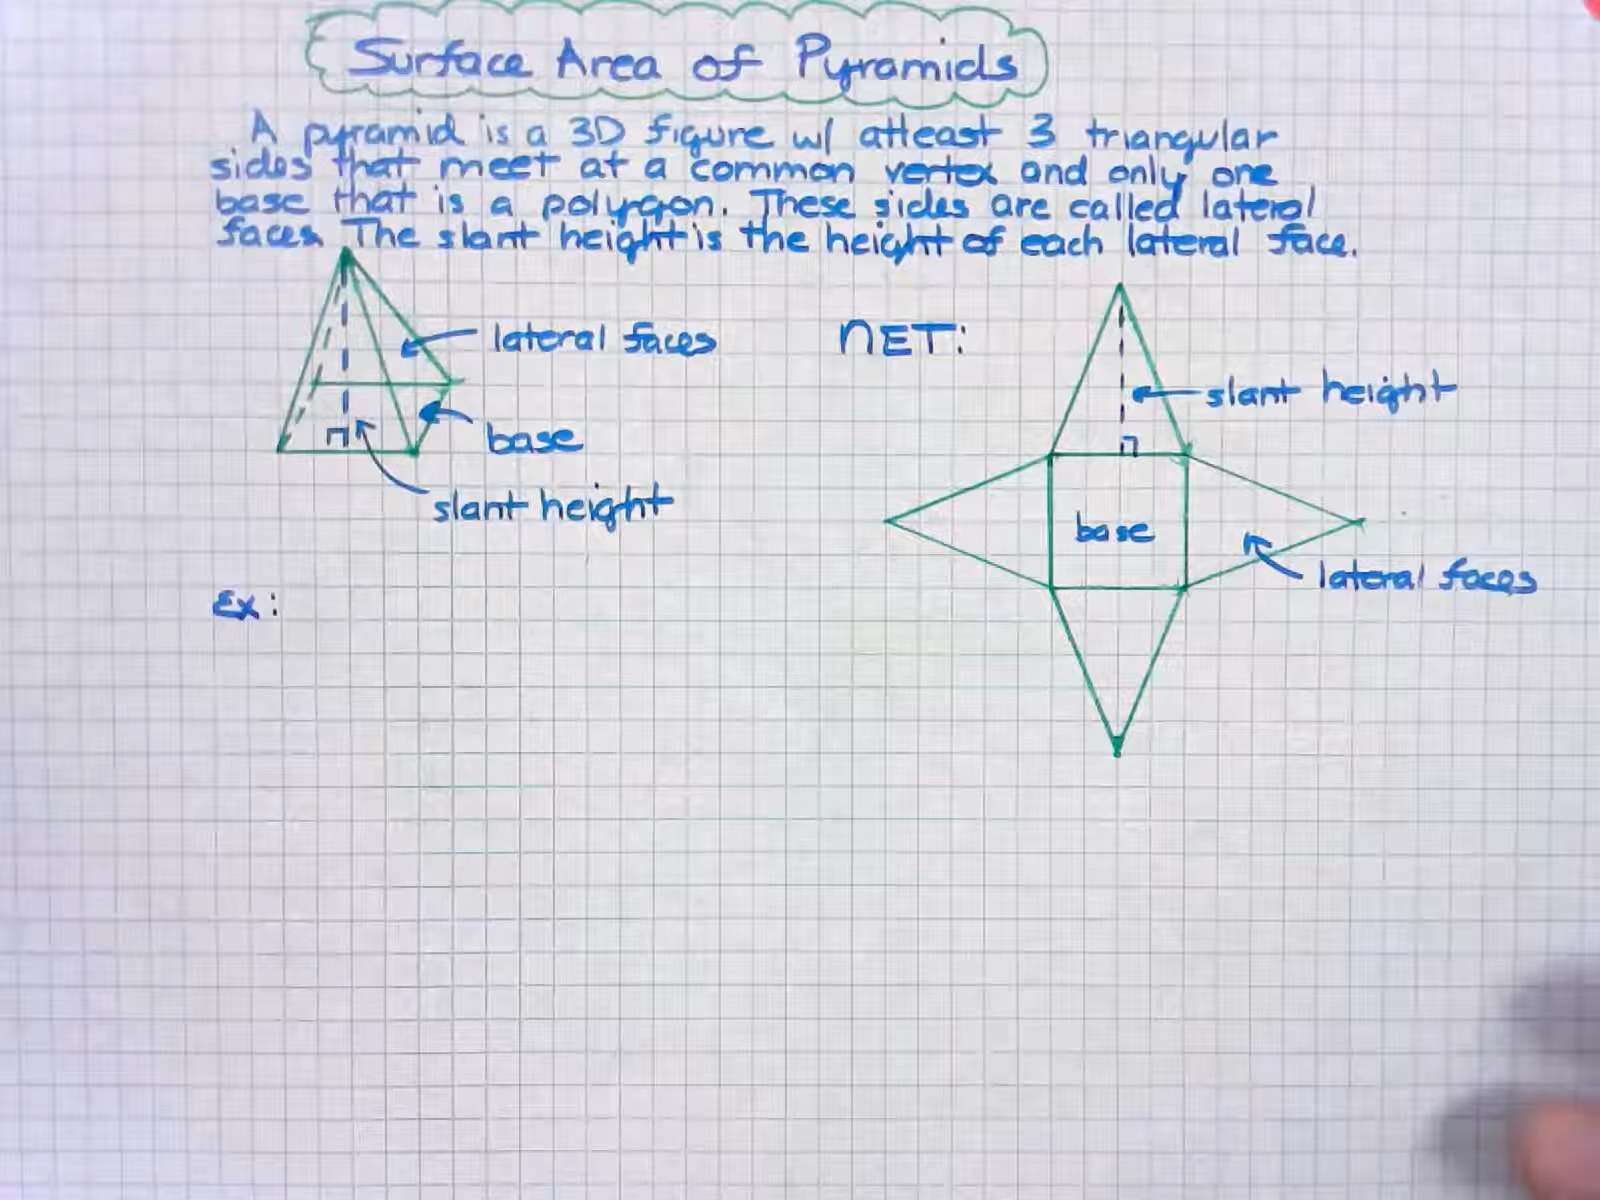 Surface Area of Pyramids
A pyramid is a 3D figure w/ atleast 3 triangular
sides that meet at a common vertex and only one
base that is a polygon. These sides are called lateral
faces. The slant height is the height of each lateral face.
lateral faces
base
slant height
NET:
slant height
base
lateral faces
Ex: